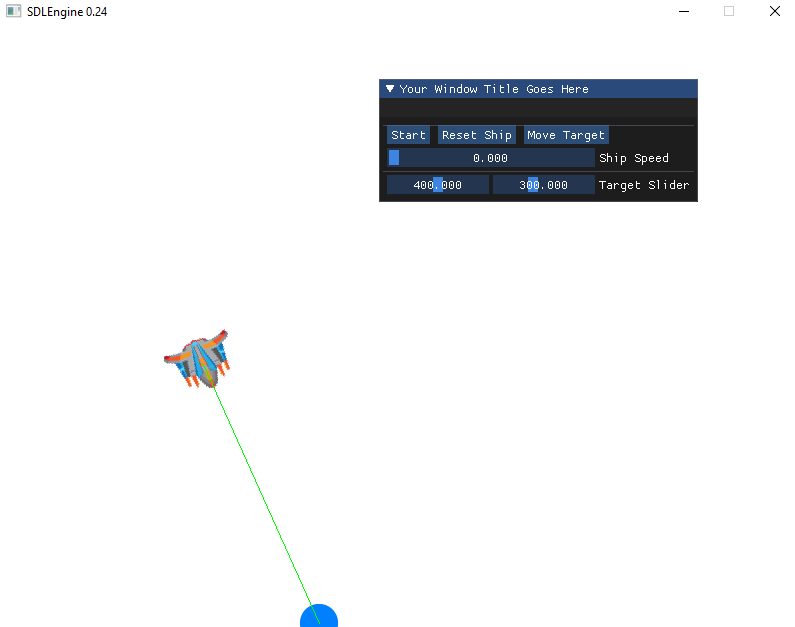 SDLEngine 0.24
Your Window Title Goes Here
Start Reset Ship Move Target
0.000 Ship Speed
400.000 300.000 Target Slider